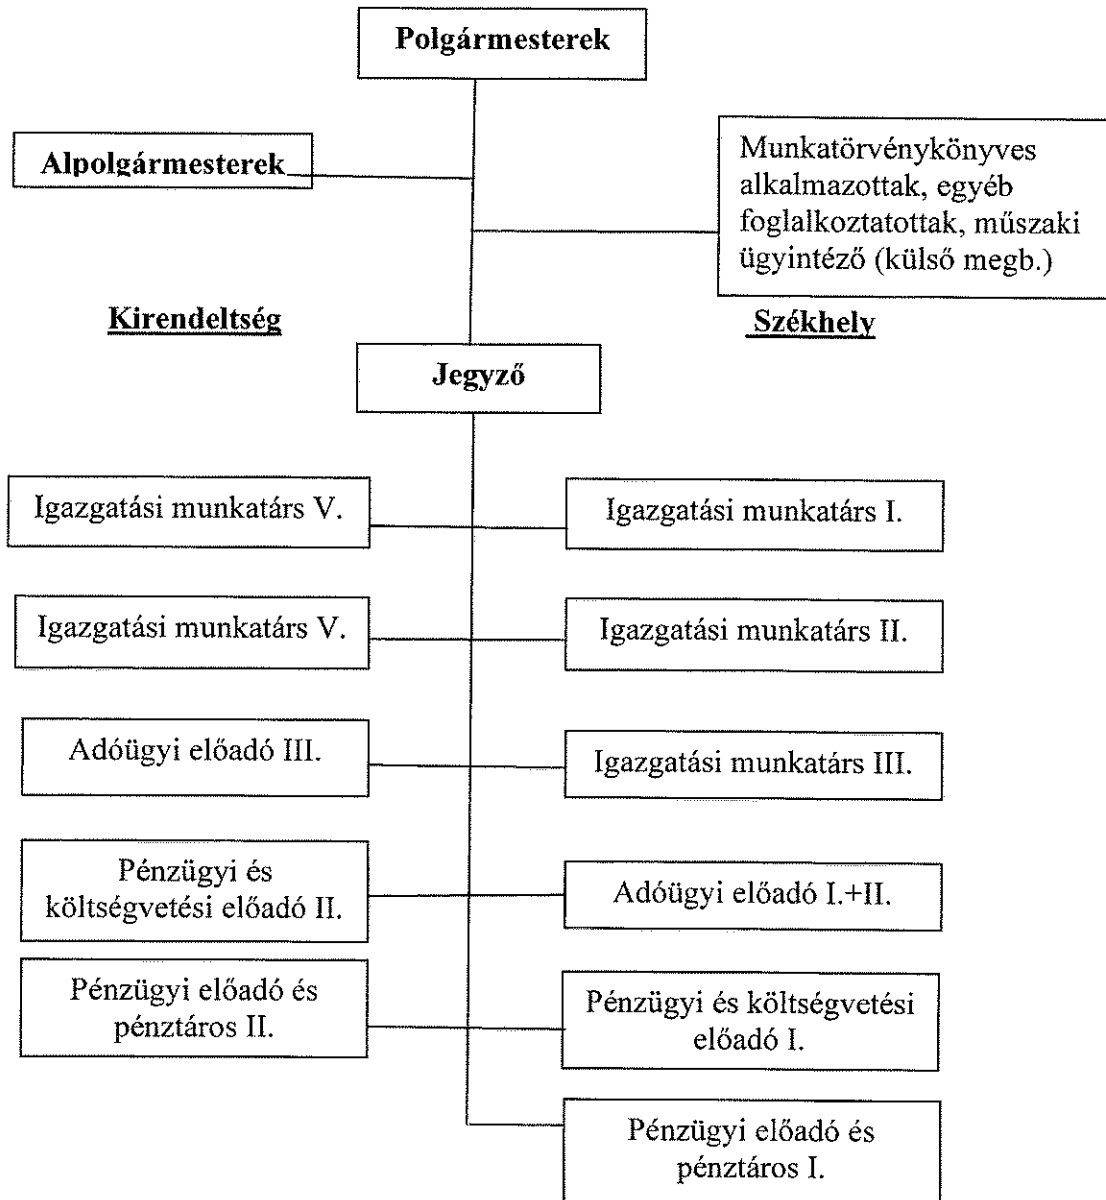 Polgármesterek
Alpolgármesterek
Munkatörvénykönyves
alkalmazottak, egyéb
foglalkoztatottak, műszaki
ügyintéző (külső megb.)
Kirendeltség
Székhely
Jegyző
Igazgatási munkatárs V.
Igazgatási munkatárs I.
Igazgatási munkatárs V.
Igazgatási munkatárs II.
Adóügyi előadó III.
Igazgatási munkatárs III.
Pénzügyi és
költségvetési előadó II.
Adóügyi előadó I.+II.
Pénzügyi előadó és
pénztáros II.
Pénzügyi és költségvetési
előadó I.
Pénzügyi előadó és
pénztáros I.